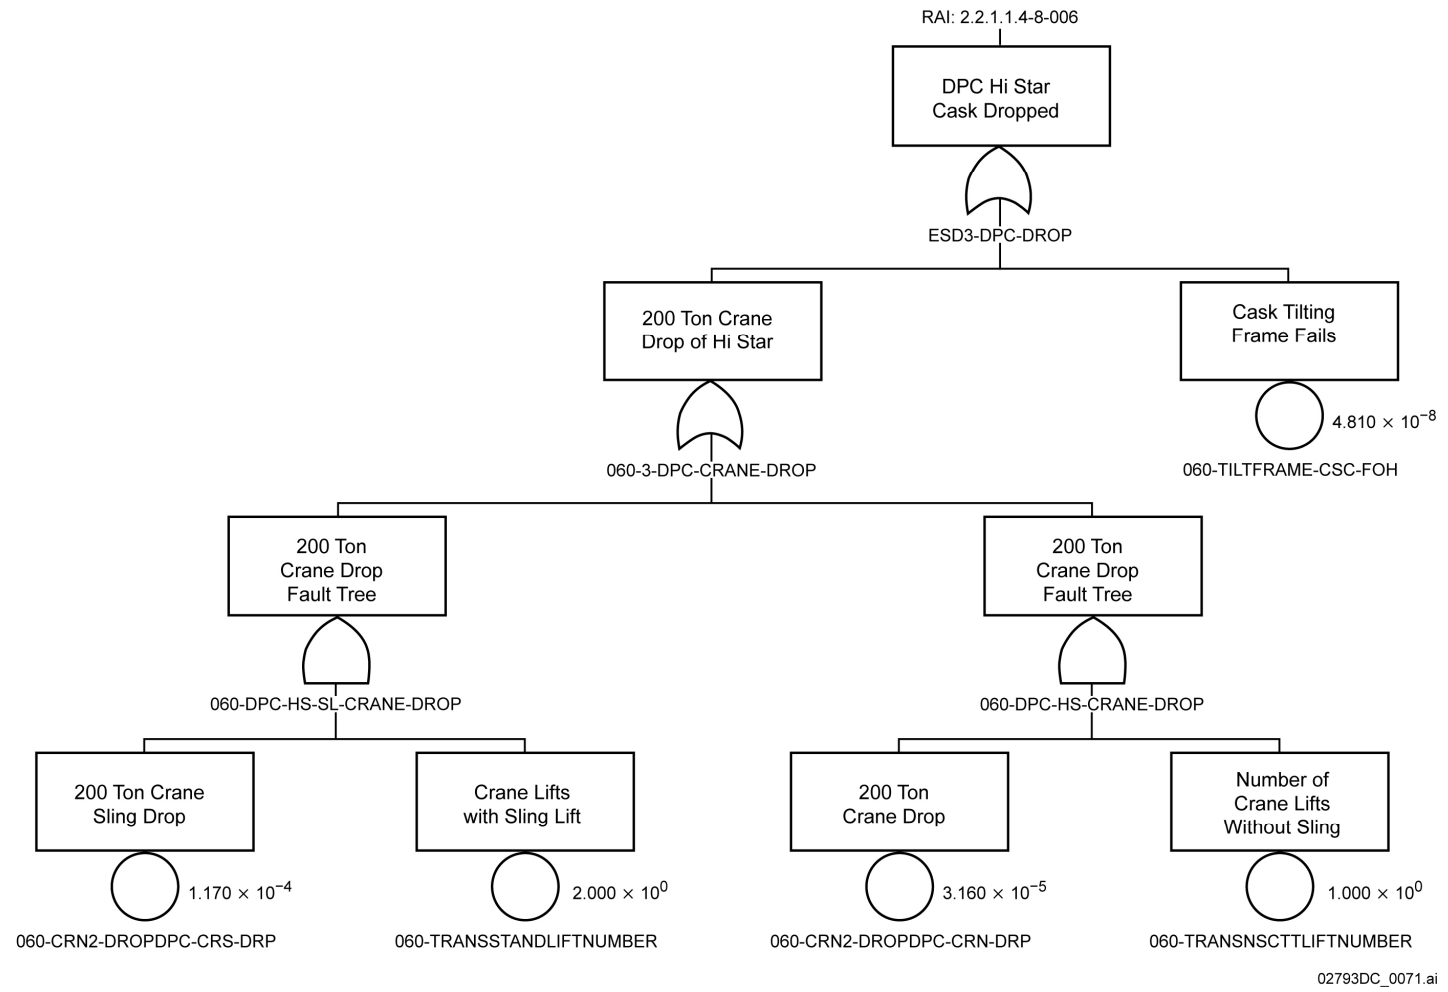 RAI: 2.2.1.1.4-8-006
DPC Hi Star
Cask Dropped
ESD3-DPC-DROP
200 Ton Crane
Drop of Hi Star
Cask Tilting
Frame Fails
4.810 × 10⁻⁸
060-3-DPC-CRANE-DROP
060-TILTFRAME-CSC-FOH
200 Ton
Crane Drop
Fault Tree
200 Ton
Crane Drop
Fault Tree
060-DPC-HS-SL-CRANE-DROP
060-DPC-HS-CRANE-DROP
200 Ton Crane
Sling Drop
Crane Lifts
with Sling Lift
200 Ton
Crane Drop
Number of
Crane Lifts
Without Sling
1.170 × 10⁻⁴
2.000 × 10⁰
3.160 × 10⁻⁵
1.000 × 10⁰
060-CRN2-DROPDPC-CRS-DRP
060-TRANSSTANDLIFTNUMBER
060-CRN2-DROPDPC-CRN-DRP
060-TRANSNSCTTLIFTNUMBER
02793DC_0071.ai